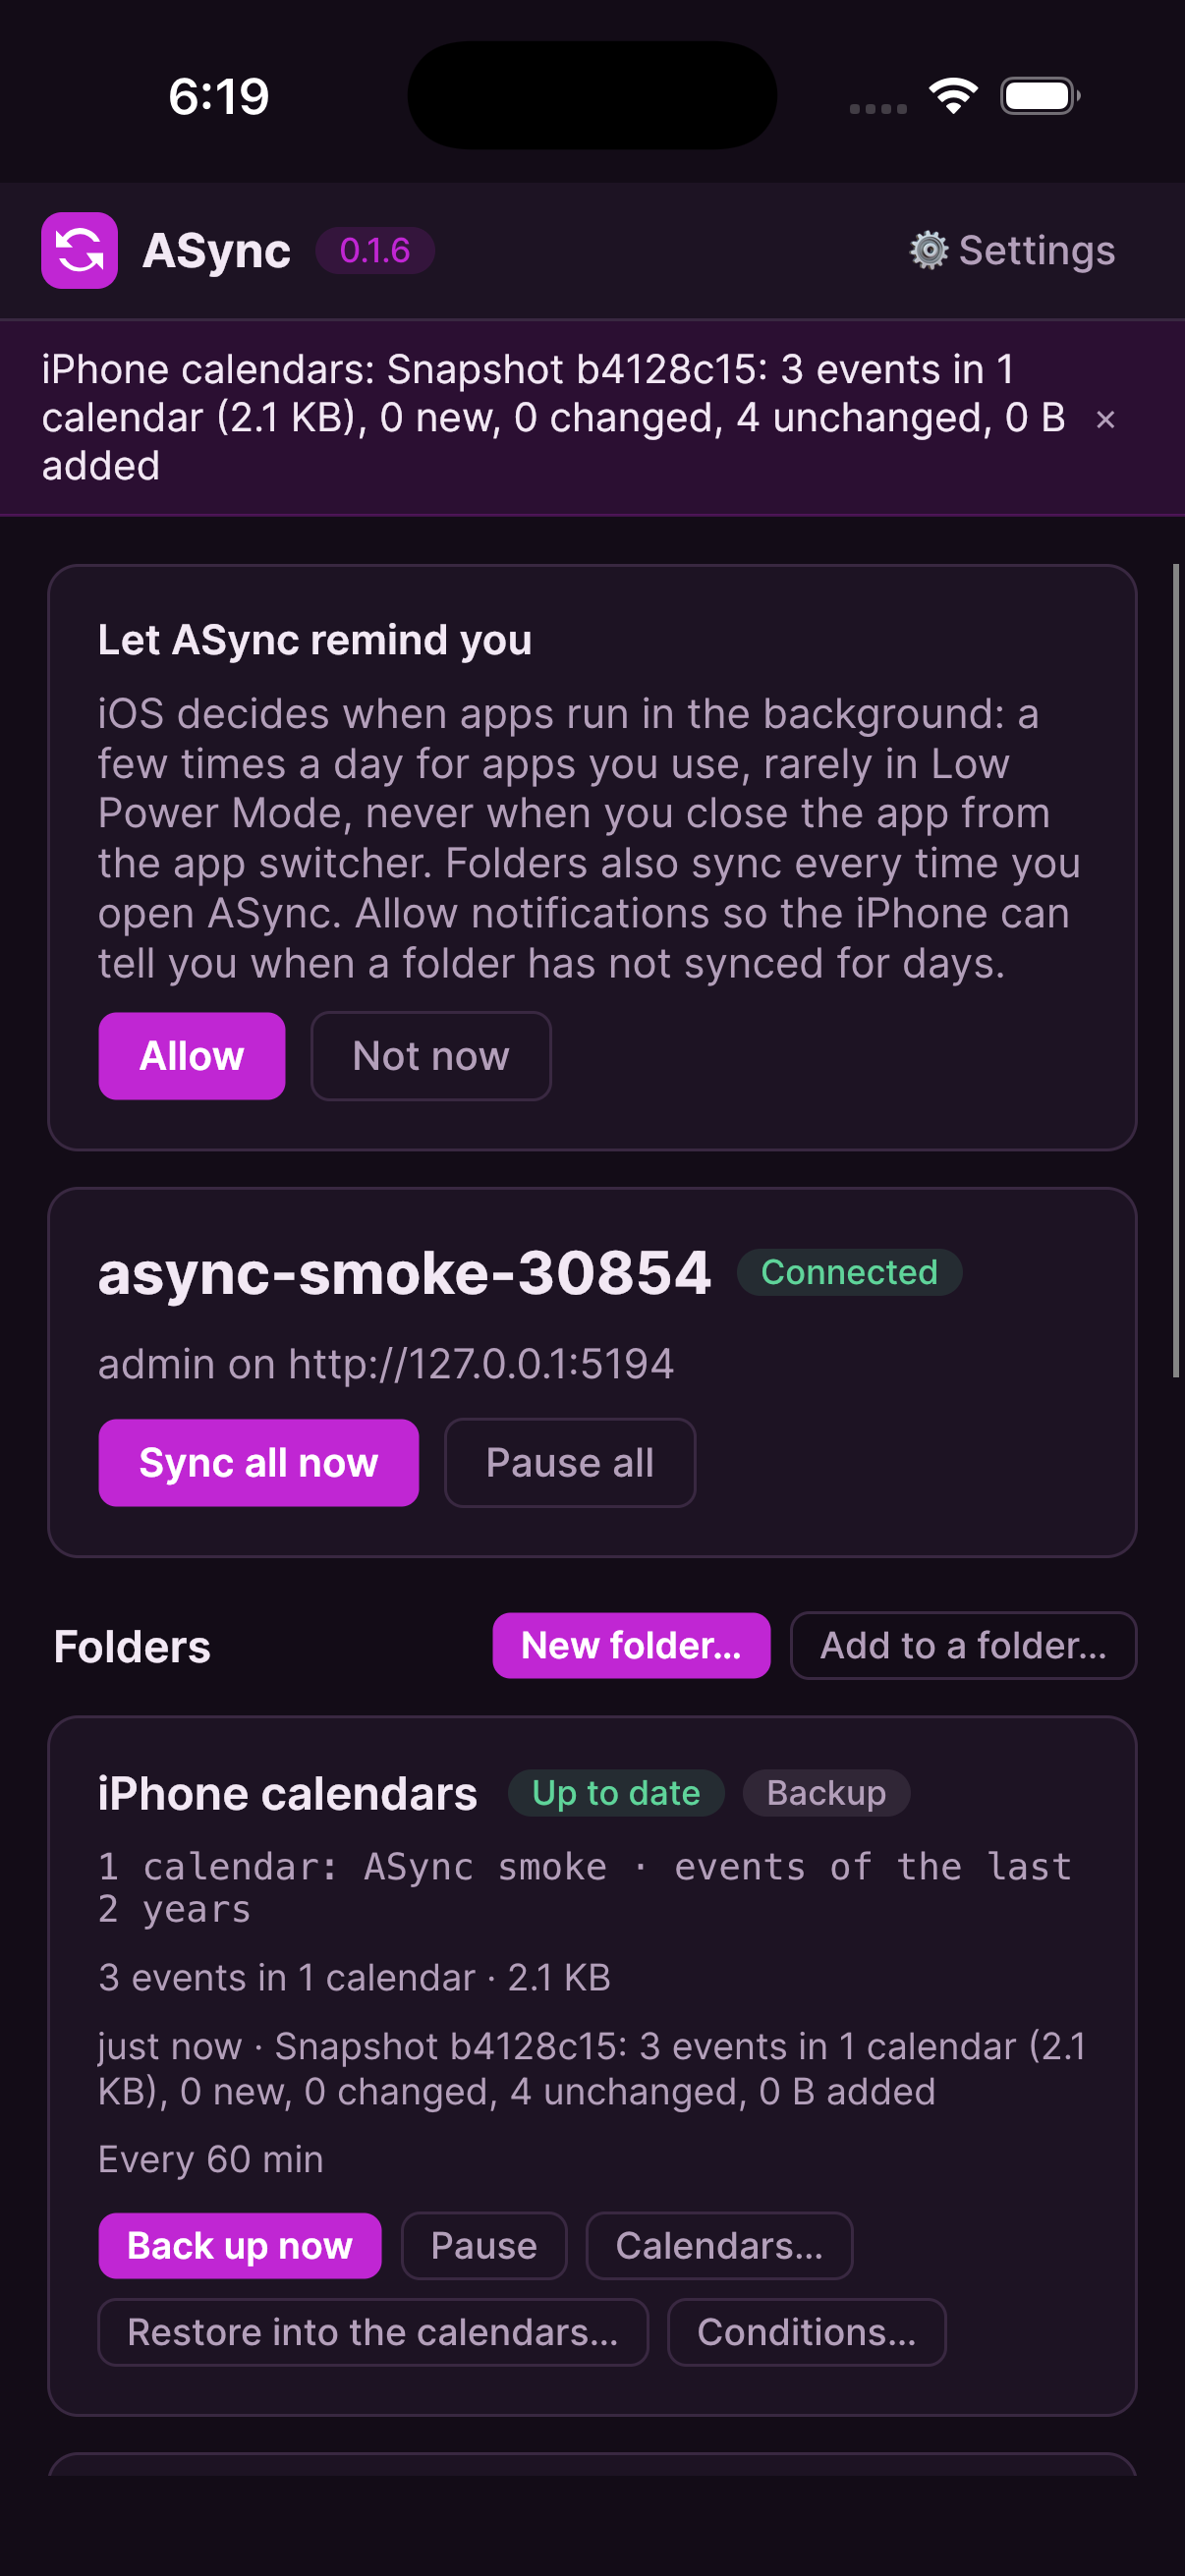 6:19
ASync 0.1.6 Settings
iPhone calendars: Snapshot b4128c15: 3 events in 1
calendar (2.1 KB), 0 new, 0 changed, 4 unchanged, 0 B ×
added
Let ASync remind you
iOS decides when apps run in the background: a
few times a day for apps you use, rarely in Low
Power Mode, never when you close the app from
the app switcher. Folders also sync every time you
open ASync. Allow notifications so the iPhone can
tell you when a folder has not synced for days.
Allow Not now
async-smoke-30854 Connected
admin on http://127.0.0.1:5194
Sync all now Pause all
Folders New folder... Add to a folder...
iPhone calendars Up to date Backup
1 calendar: ASync smoke · events of the last
2 years
3 events in 1 calendar · 2.1 KB
just now · Snapshot b4128c15: 3 events in 1 calendar (2.1
KB), 0 new, 0 changed, 4 unchanged, 0 B added
Every 60 min
Back up now Pause Calendars...
Restore into the calendars... Conditions...